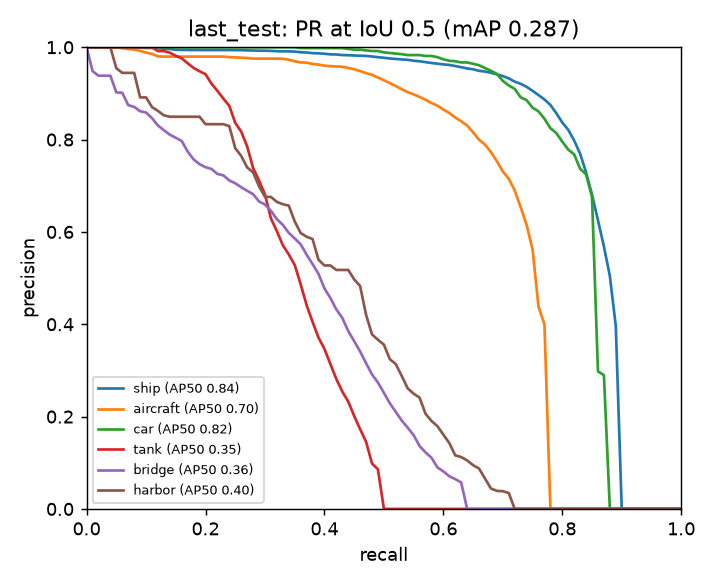 last_test: PR at IoU 0.5 (mAP 0.287)
precision
1.0
0.8
0.6
0.4
0.2
0.0
ship (AP50 0.84)
aircraft (AP50 0.70)
car (AP50 0.82)
tank (AP50 0.35)
bridge (AP50 0.36)
harbor (AP50 0.40)
0.0 0.2 0.4 0.6 0.8 1.0
recall